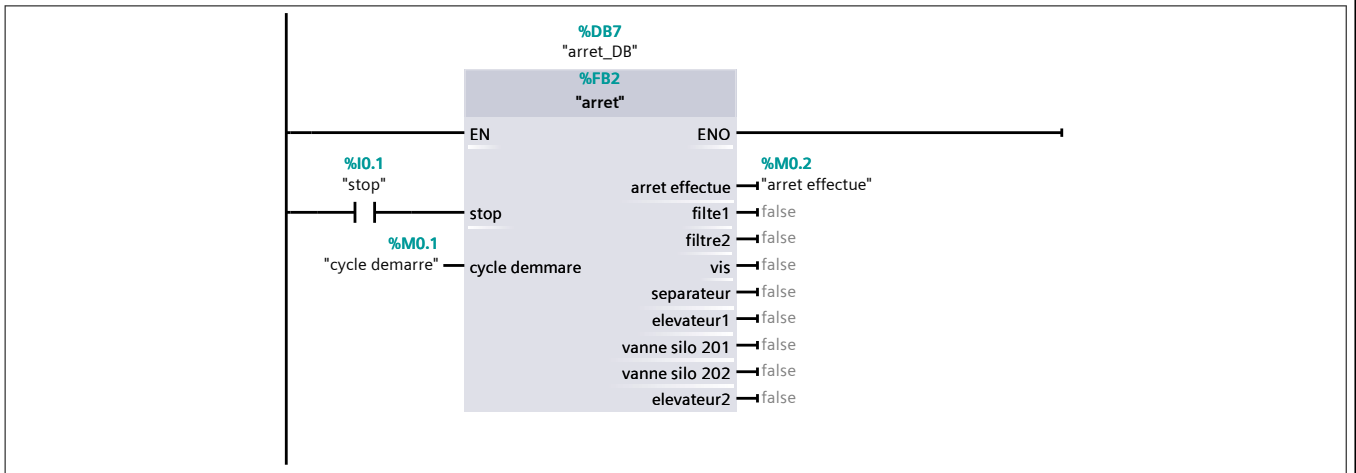 %DB7
"arret_DB"
%FB2
"arret"
EN ENO
%I0.1 %M0.2
"stop" arret effectue "arret effectue"
stop filte1 false
filtre2 false
%M0.1
"cycle demarre" cycle demmare vis false
separateur false
elevateur1 false
vanne silo 201 false
vanne silo 202 false
elevateur2 false